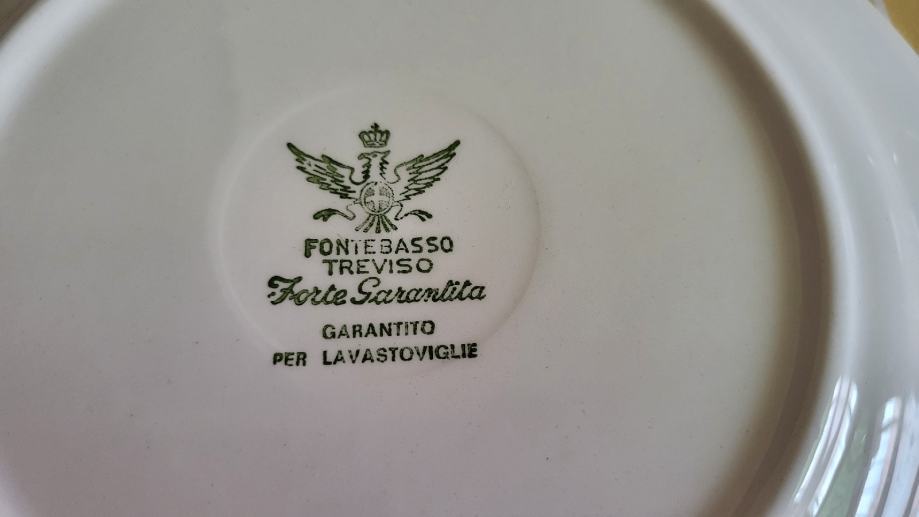 FONTEBASSO
TREVISO
Forte Garantita
GARANTITO
PER LAVASTOVIGLIE